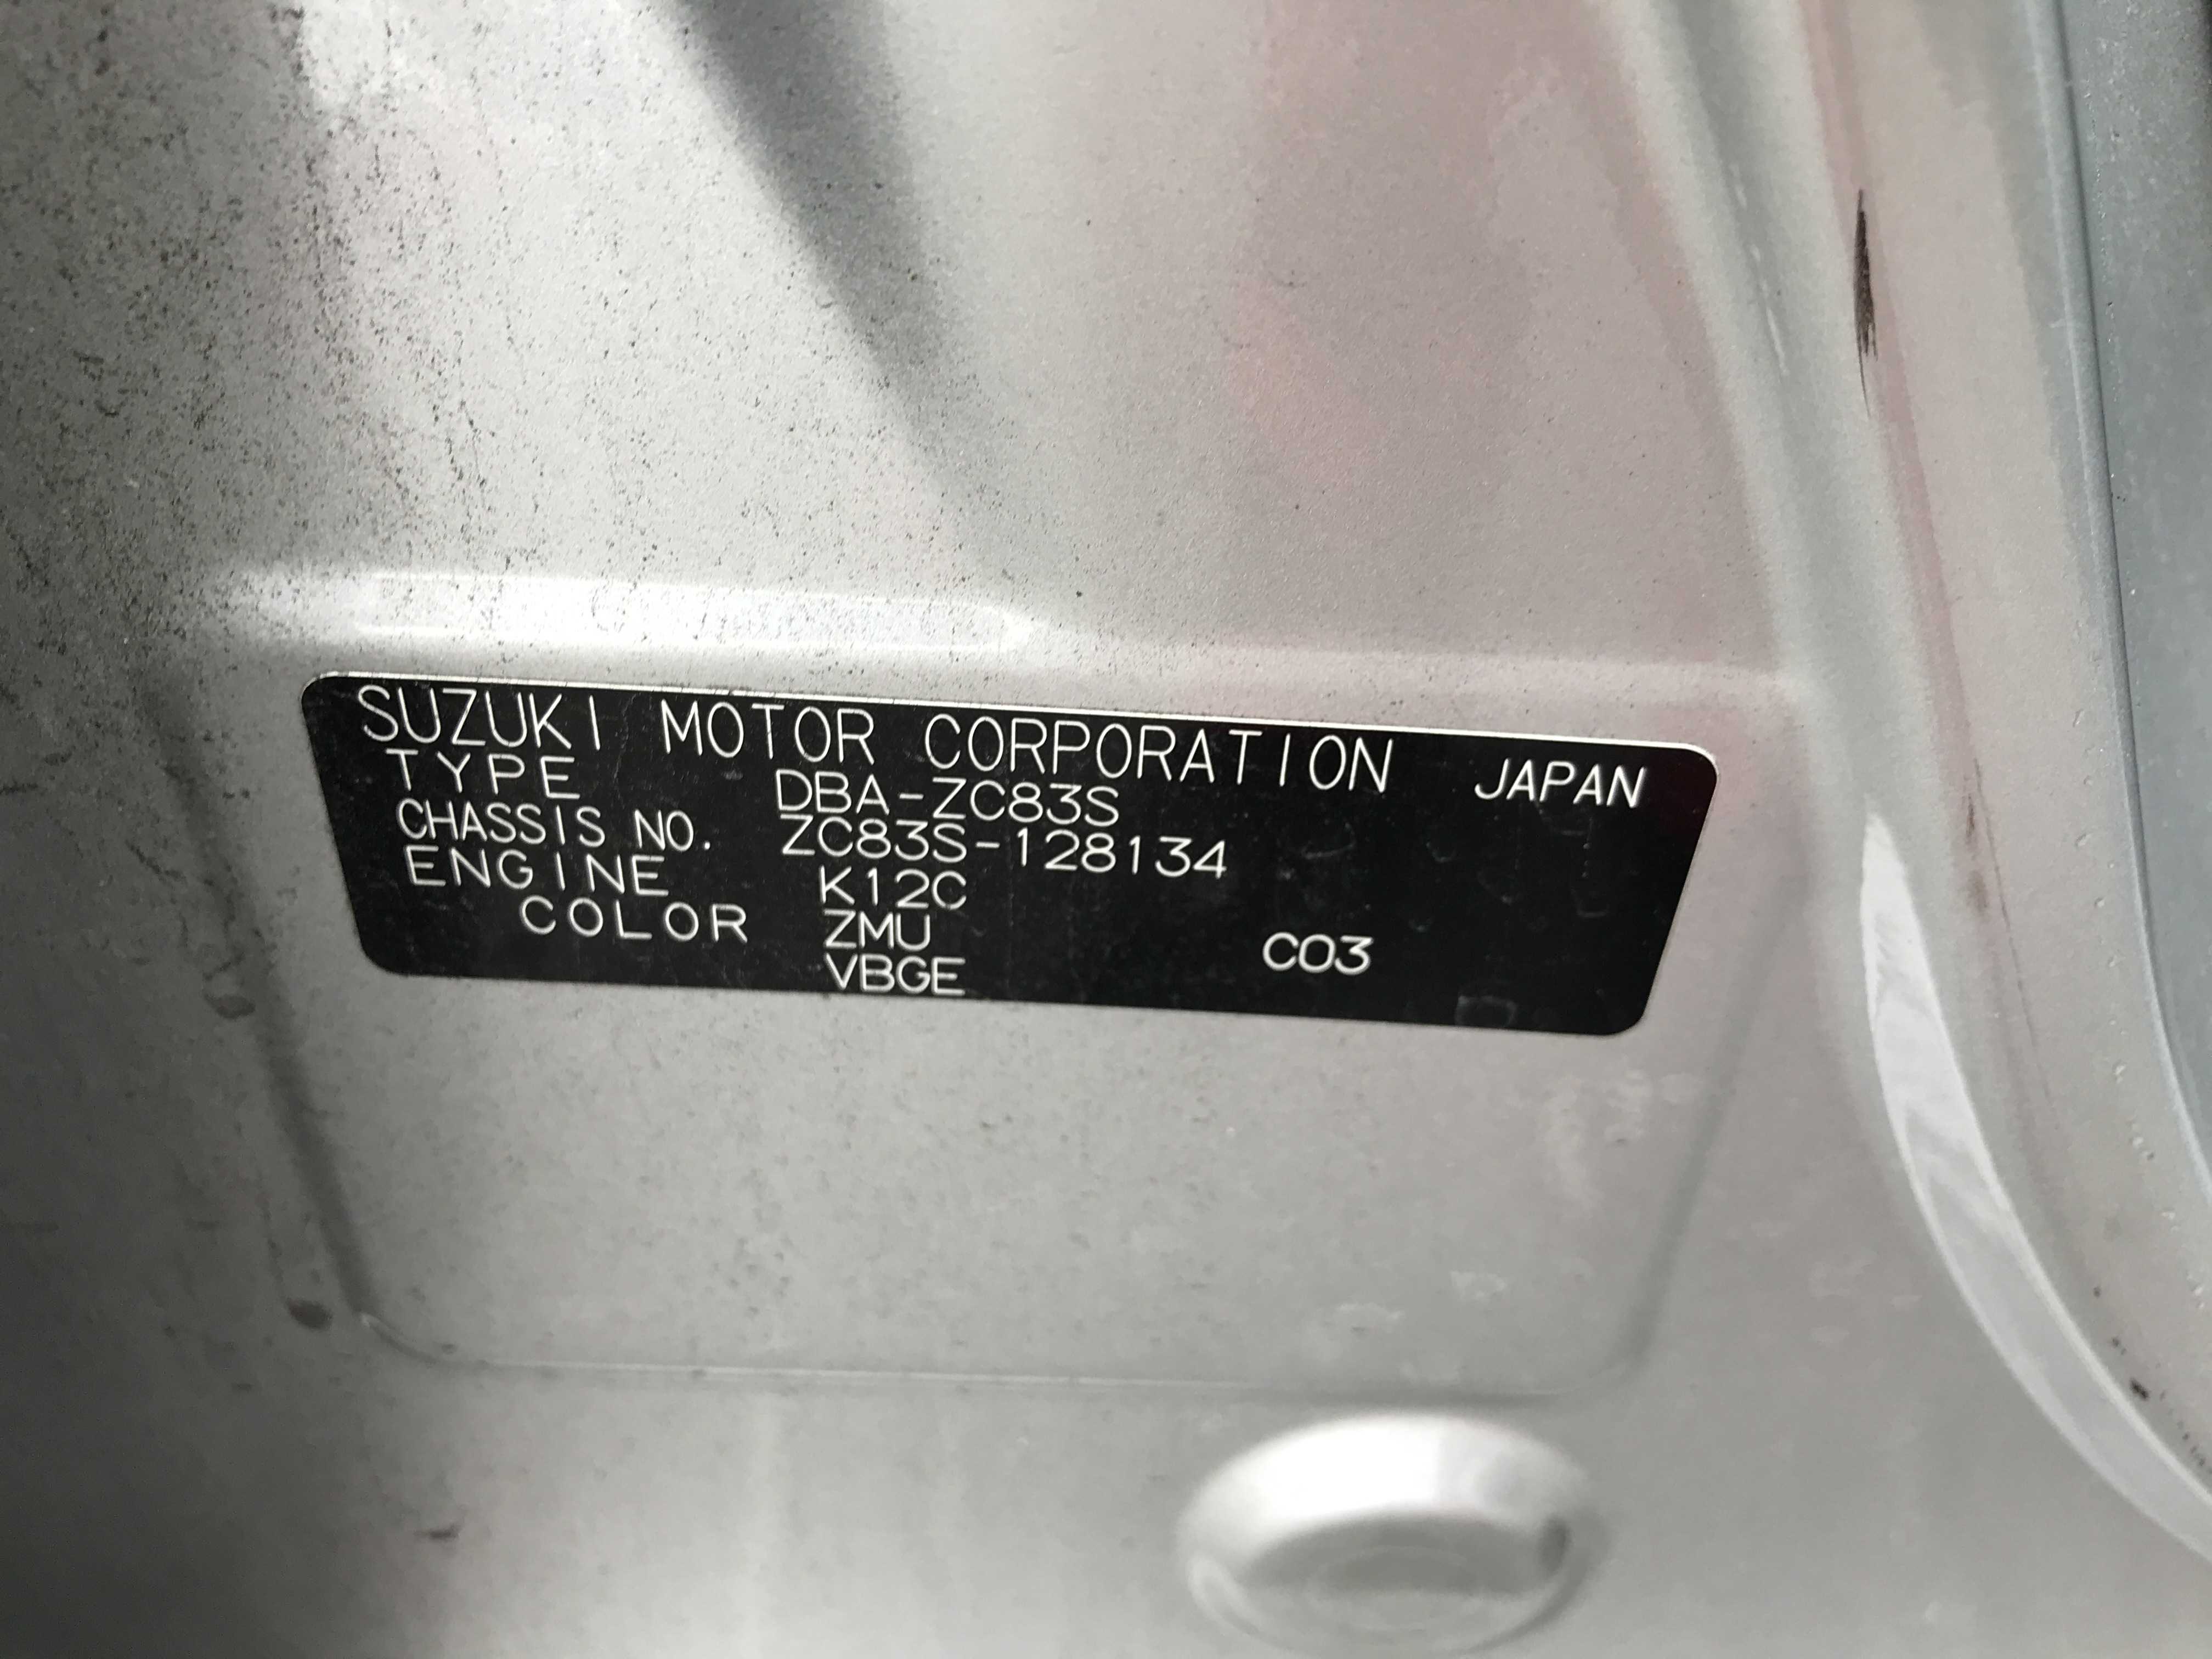 SUZUKI MOTOR CORPORATION JAPAN
TYPE DBA-ZC83S
CHASSIS NO. ZC83S-128134
ENGINE K12C
COLOR ZMU C03
VBGE